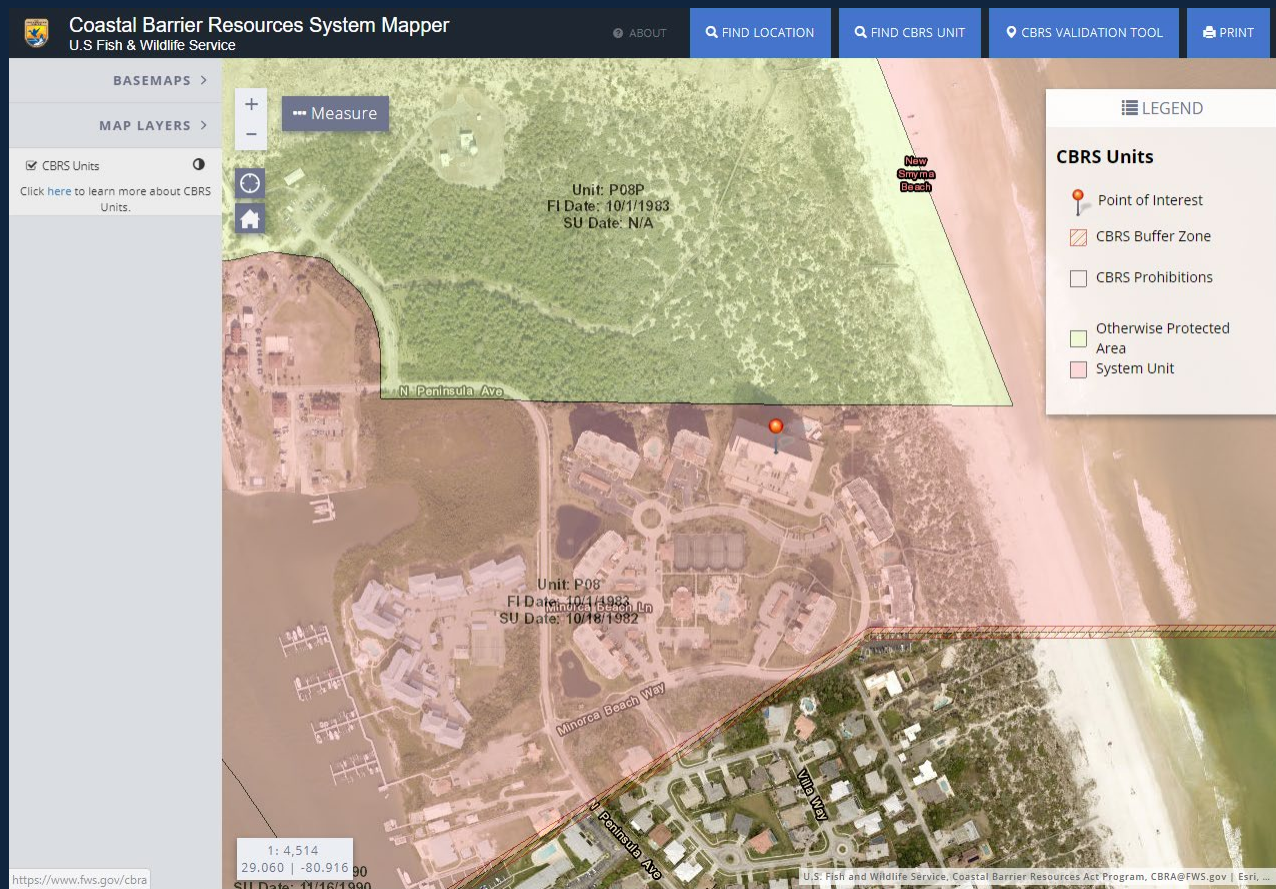 Coastal Barrier Resources System Mapper
U.S Fish & Wildlife Service
ABOUT
FIND LOCATION
FIND CBRS UNIT
CBRS VALIDATION TOOL
PRINT
BASEMAPS
MAP LAYERS
CBRS Units
Click here to learn more about CBRS
Units.
+
−
Measure
Unit: P08P
FI Date: 10/1/1983
SU Date: N/A
New
Smyrna
Beach
LEGEND
CBRS Units
Point of Interest
CBRS Buffer Zone
CBRS Prohibitions
Otherwise Protected
Area
System Unit
N Peninsula Ave
Unit: P08
FI Date: 10/1/1983
Minorca Beach Ln
SU Date: 10/18/1982
Minorca Beach Way
Villa Way
N Peninsula Ave
1: 4,514
29.060 | -80.916
90
SU Date: 11/16/1990
https://www.fws.gov/cbra
U.S. Fish and Wildlife Service, Coastal Barrier Resources Act Program, CBRA@FWS.gov | Esri, ...